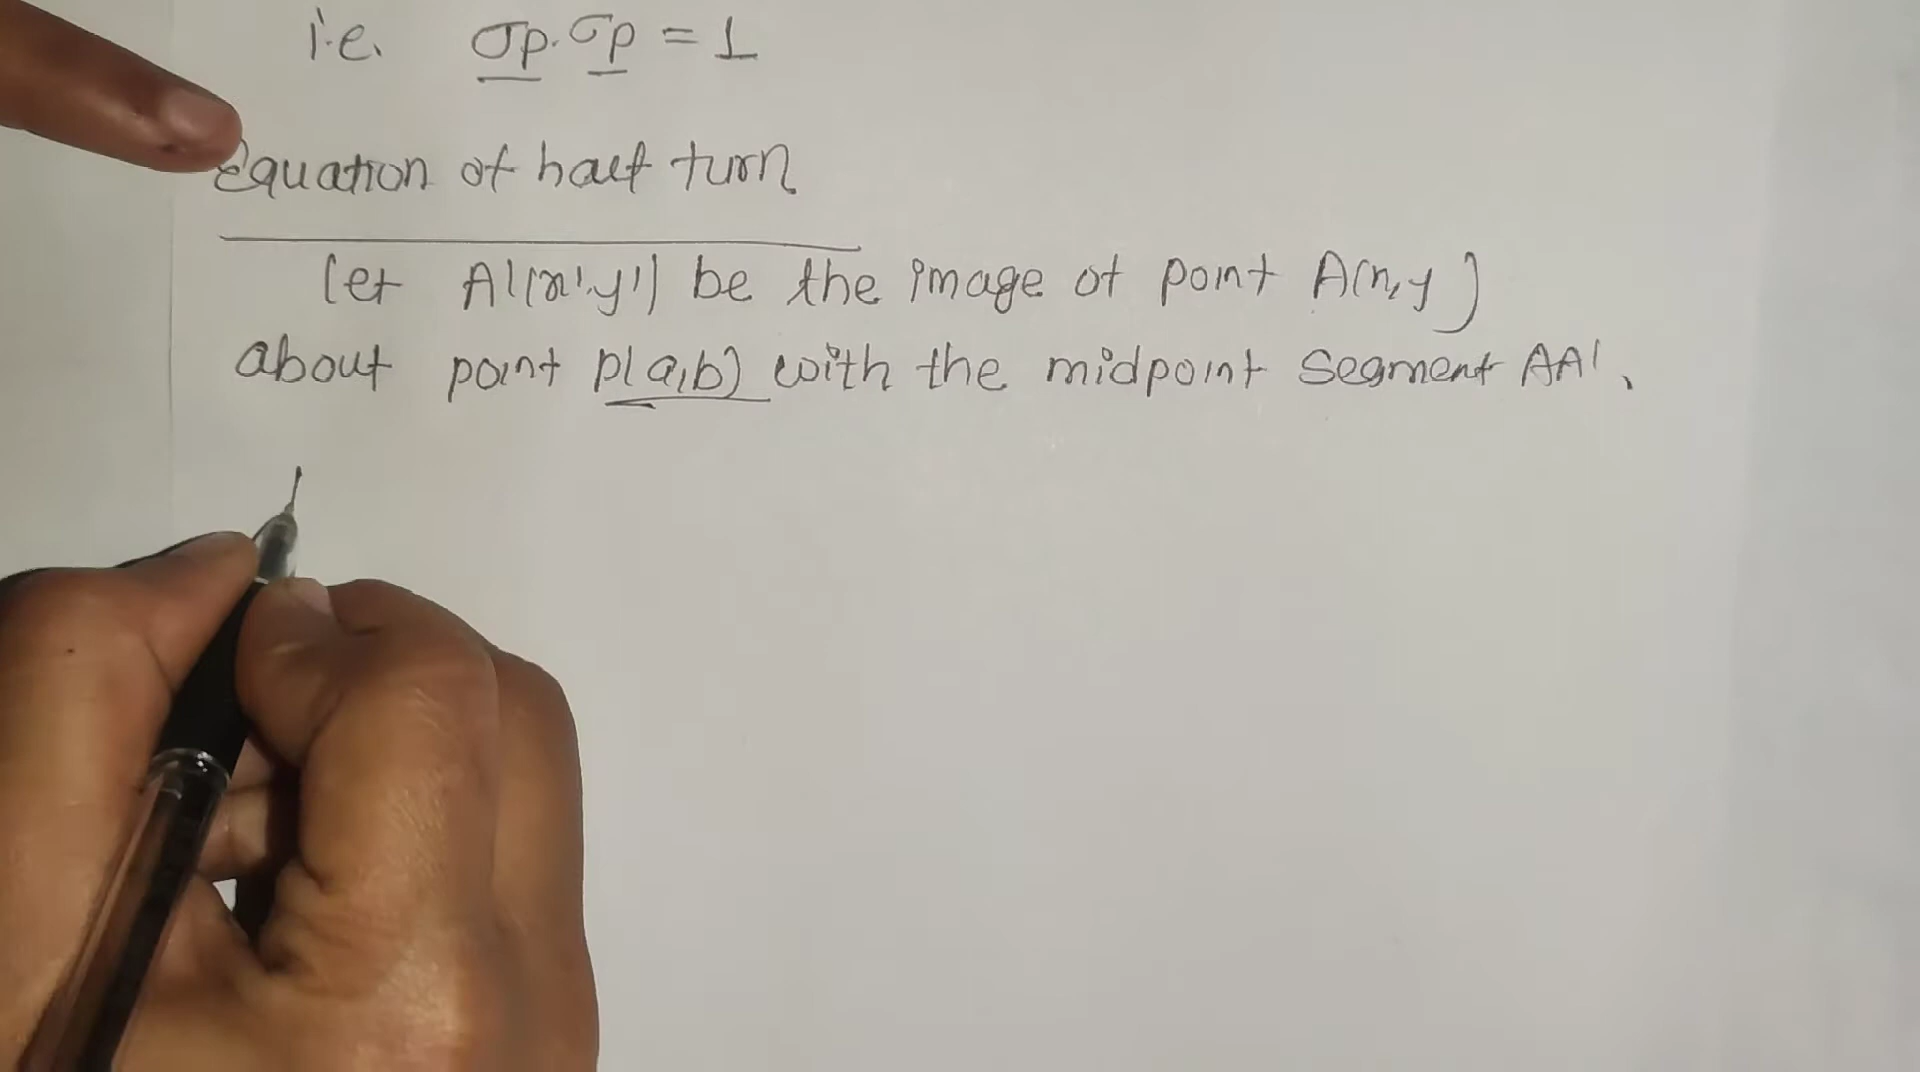 i.e. σp.σp = 1
Equation of half turn
let A'(x',y') be the image of point A(x,y)
about point P(a,b) with the midpoint segment AA'.